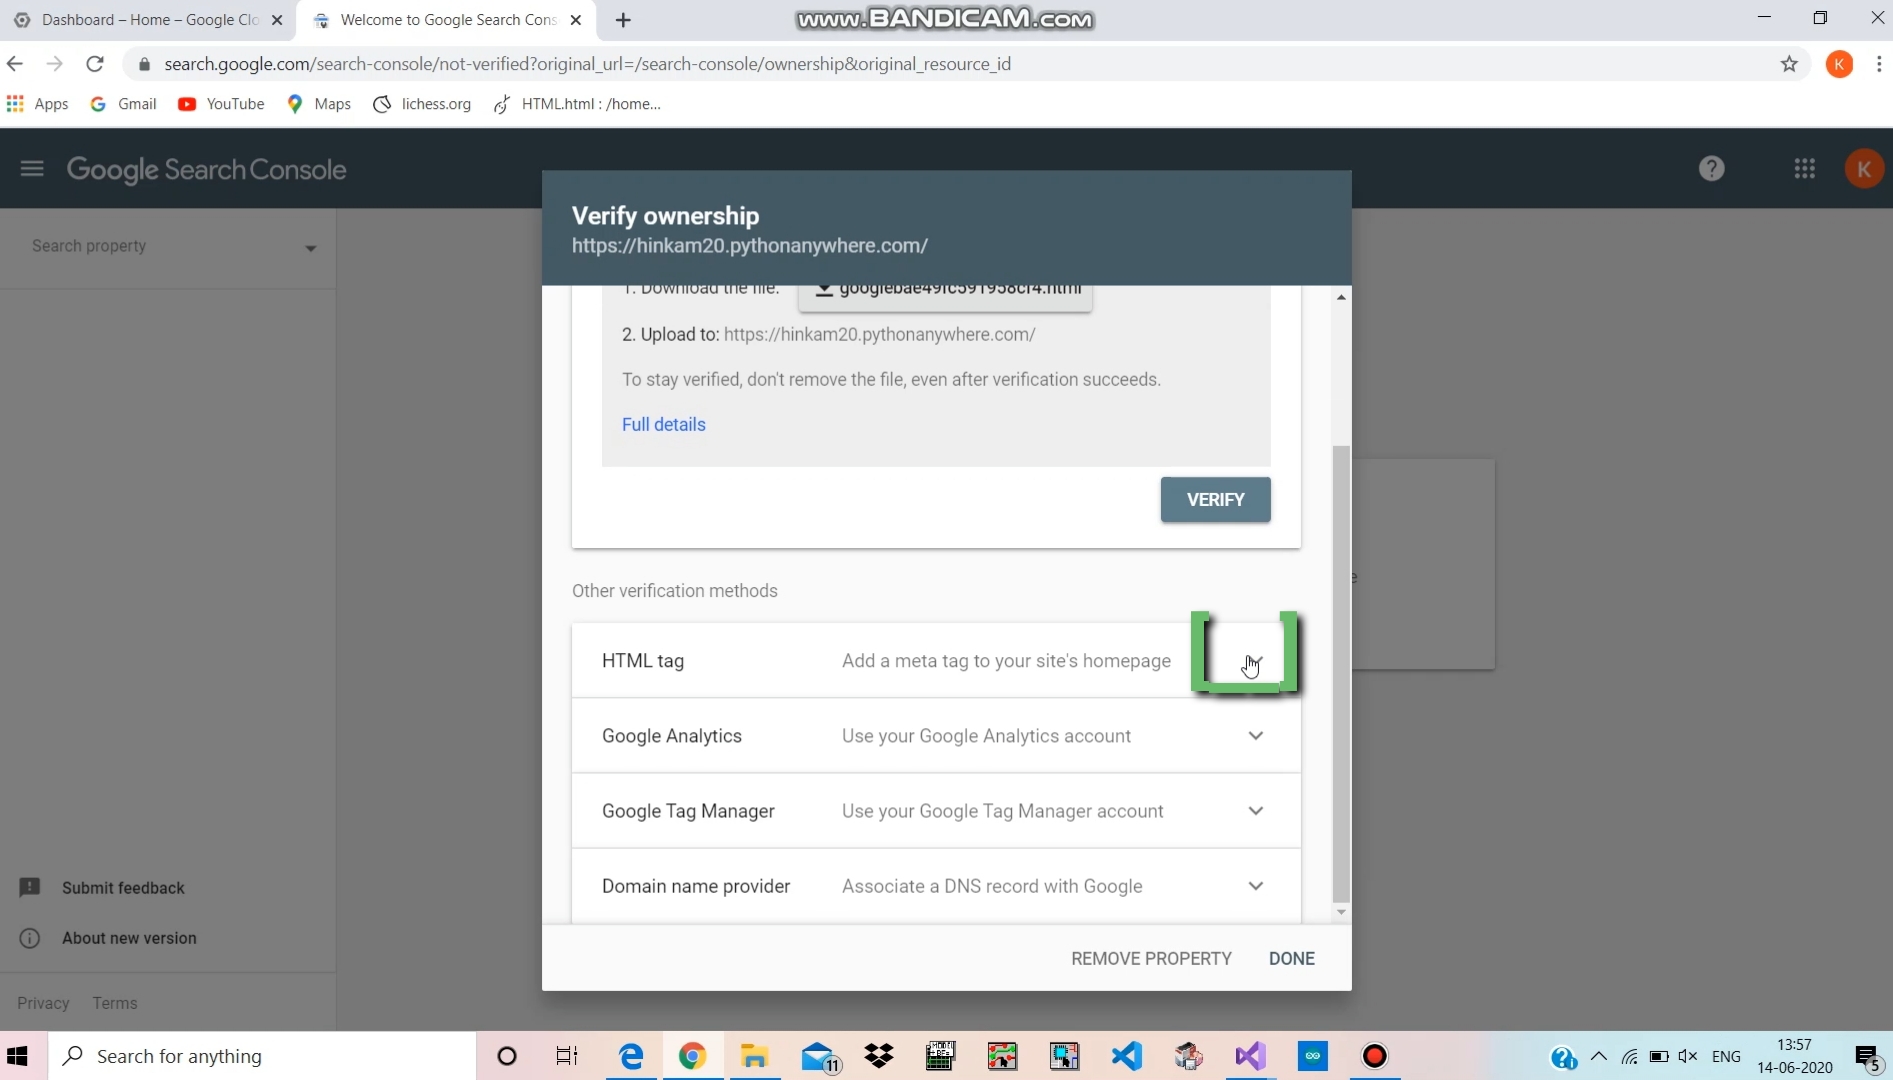 Dashboard – Home – Google Clo
Welcome to Google Search Cons
www.BANDICAM.com
search.google.com/search-console/not-verified?original_url=/search-console/ownership&original_resource_id
K
Apps
Gmail
YouTube
Maps
lichess.org
HTML.html : /home...
Google Search Console
K
Search property
Verify ownership
https://hinkam20.pythonanywhere.com/
1. Download the file: googlebae49fc591958cf4.html
2. Upload to: https://hinkam20.pythonanywhere.com/
To stay verified, don't remove the file, even after verification succeeds.
Full details
VERIFY
Other verification methods
HTML tag Add a meta tag to your site's homepage
Google Analytics Use your Google Analytics account
Google Tag Manager Use your Google Tag Manager account
Domain name provider Associate a DNS record with Google
REMOVE PROPERTY DONE
Submit feedback
About new version
Privacy Terms
Search for anything
11
ENG
13:57
14-06-2020
5